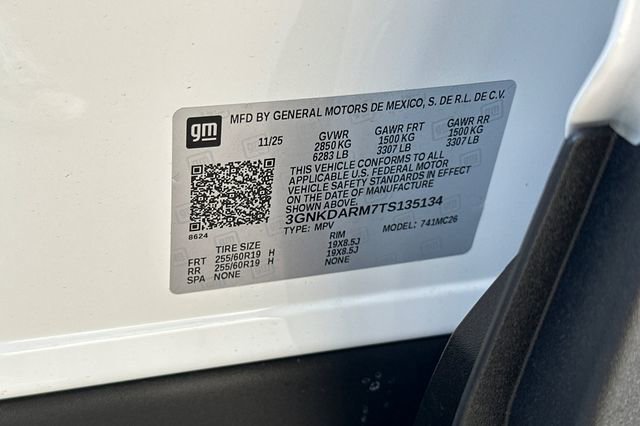 gm
MFD BY GENERAL MOTORS DE MEXICO, S. DE R.L. DE C.V.
11/25 GVWR GAWR FRT GAWR RR
2850 KG 1500 KG 1500 KG
6283 LB 3307 LB 3307 LB
THIS VEHICLE CONFORMS TO ALL
APPLICABLE U.S. FEDERAL MOTOR
VEHICLE SAFETY STANDARDS IN EFFECT
ON THE DATE OF MANUFACTURE
SHOWN ABOVE.
3GNKDARM7TS135134
TYPE: MPV MODEL: 741MC26
8624
TIRE SIZE RIM
FRT 255/60R19 H 19X8.5J
RR 255/60R19 H 19X8.5J
SPA NONE NONE